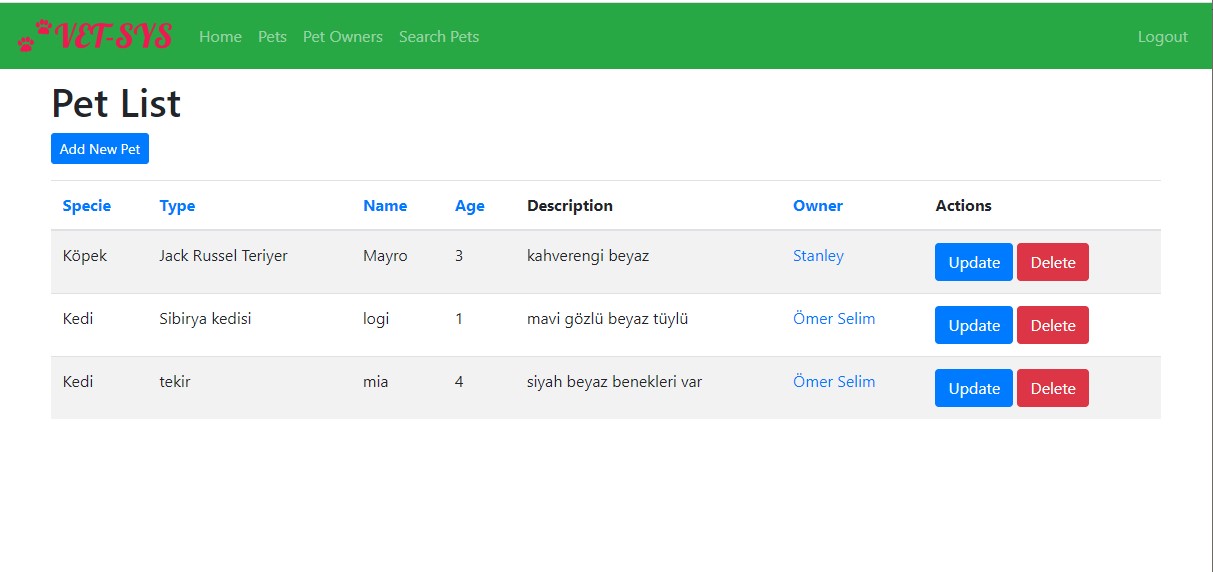 VET-SYS Home Pets Pet Owners Search Pets Logout
Pet List
Add New Pet
Specie Type Name Age Description Owner Actions
Köpek Jack Russel Teriyer Mayro 3 kahverengi beyaz Stanley Update Delete
Kedi Sibirya kedisi logi 1 mavi gözlü beyaz tüylü Ömer Selim Update Delete
Kedi tekir mia 4 siyah beyaz benekleri var Ömer Selim Update Delete